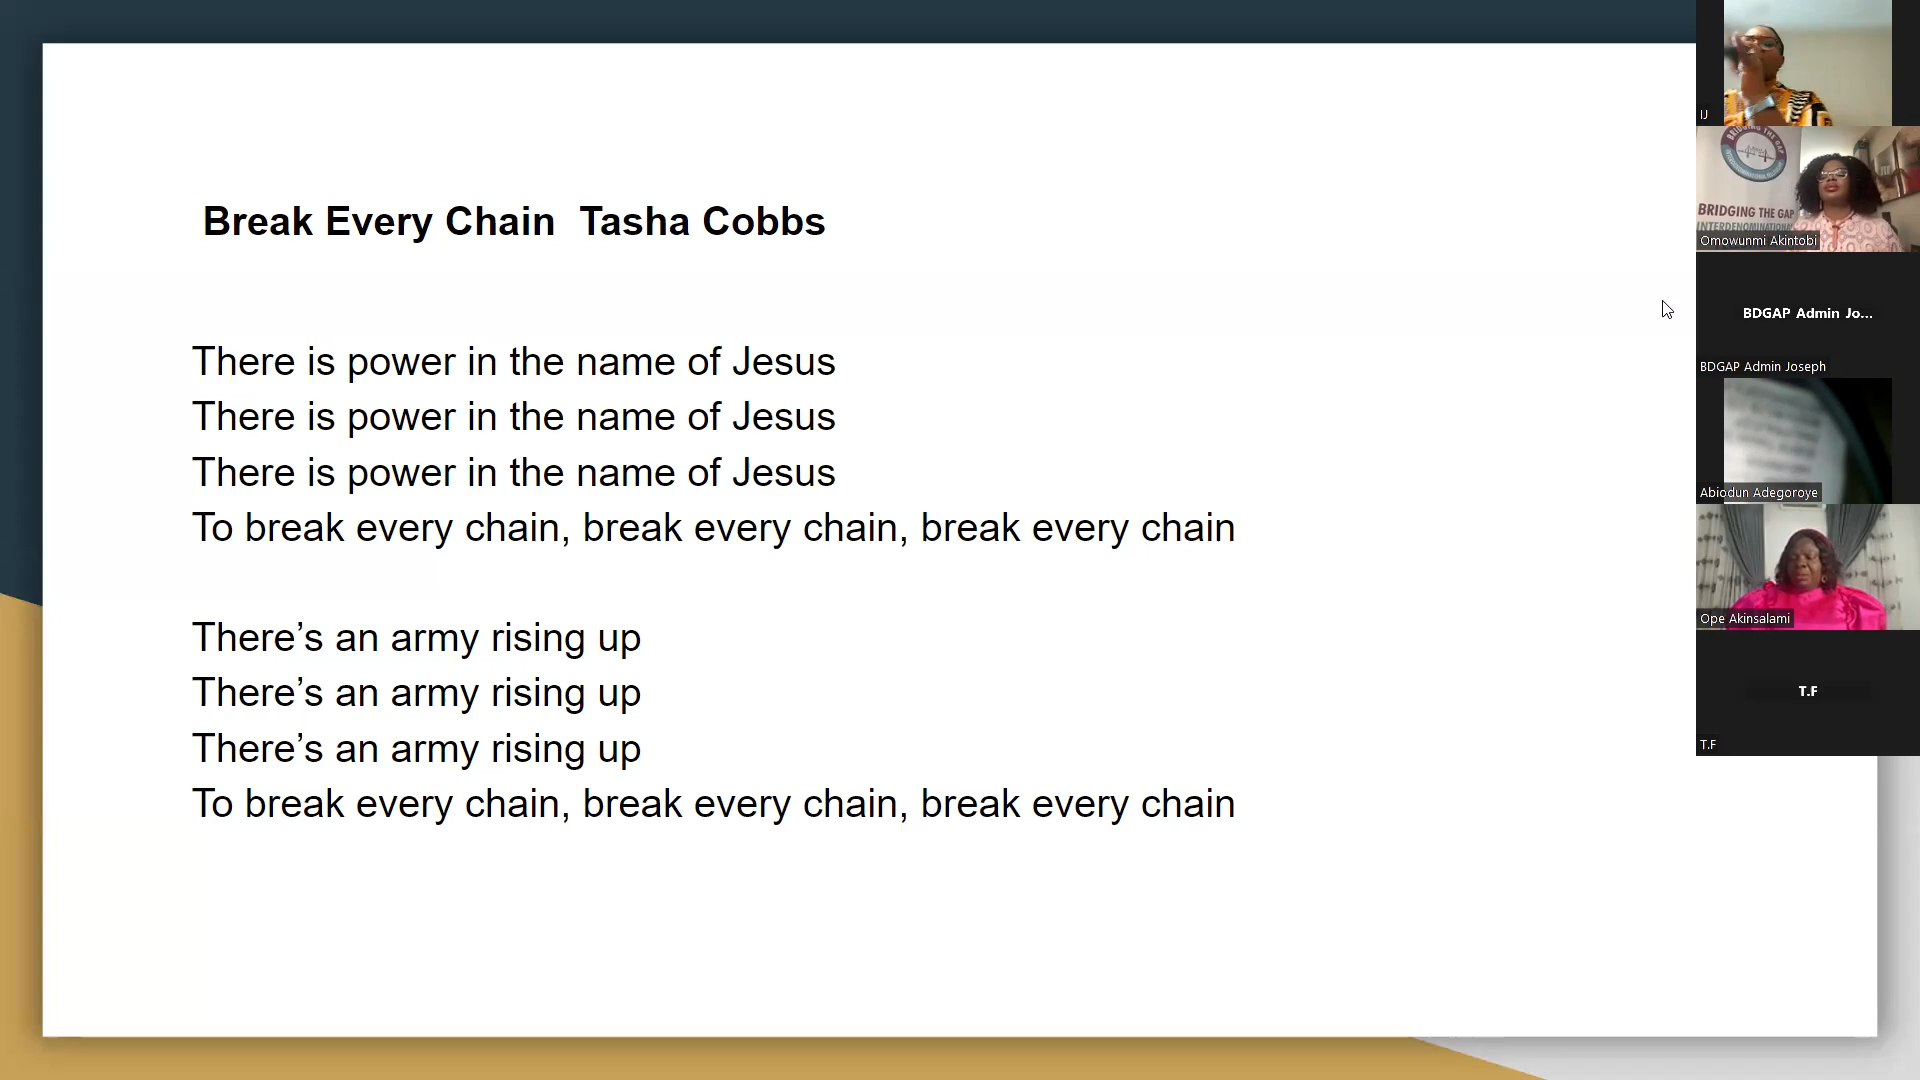 Break Every Chain  Tasha Cobbs
There is power in the name of Jesus
There is power in the name of Jesus
There is power in the name of Jesus
To break every chain, break every chain, break every chain
There’s an army rising up
There’s an army rising up
There’s an army rising up
To break every chain, break every chain, break every chain
IJ
BRIDGING THE GAP
BRIDGING THE GAP
INTERDENOMINATIONAL
Omowunmi Akintobi
BDGAP Admin Jo...
BDGAP Admin Joseph
Abiodun Adegoroye
Ope Akinsalami
T.F
T.F